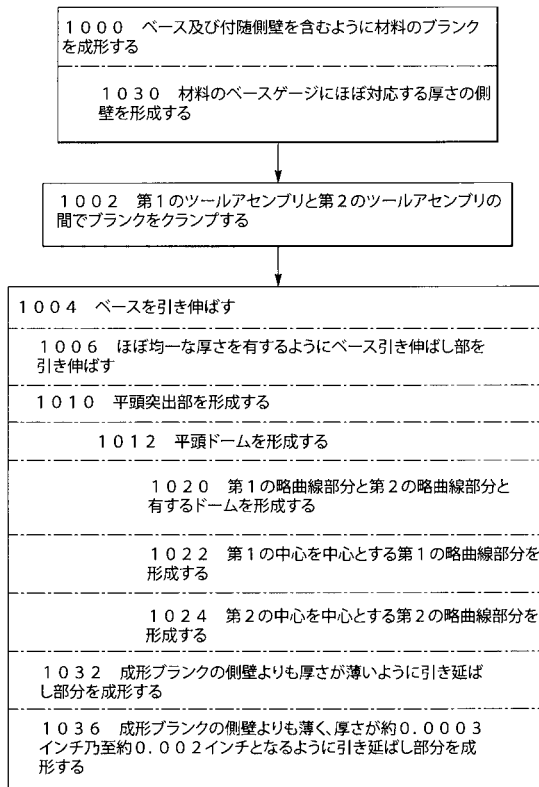 1000 ベース及び付随側壁を含むように材料のブランク
を成形する
1030 材料のベースゲージにほぼ対応する厚さの側
壁を形成する
1002 第1のツールアセンブリと第2のツールアセンブリの
間でブランクをクランプする
1004 ベースを引き伸ばす
1006 ほぼ均一な厚さを有するようにベース引き伸ばし部を
引き伸ばす
1010 平頭突出部を形成する
1012 平頭ドームを形成する
1020 第1の略曲線部分と第2の略曲線部分と
有するドームを形成する
1022 第1の中心を中心とする第1の略曲線部分を
形成する
1024 第2の中心を中心とする第2の略曲線部分を
形成する
1032 成形ブランクの側壁よりも厚さが薄いように引き延ば
し部分を成形する
1036 成形ブランクの側壁よりも薄く、厚さが約0.0003
インチ乃至約0.002インチとなるように引き延ばし部分を成
形する